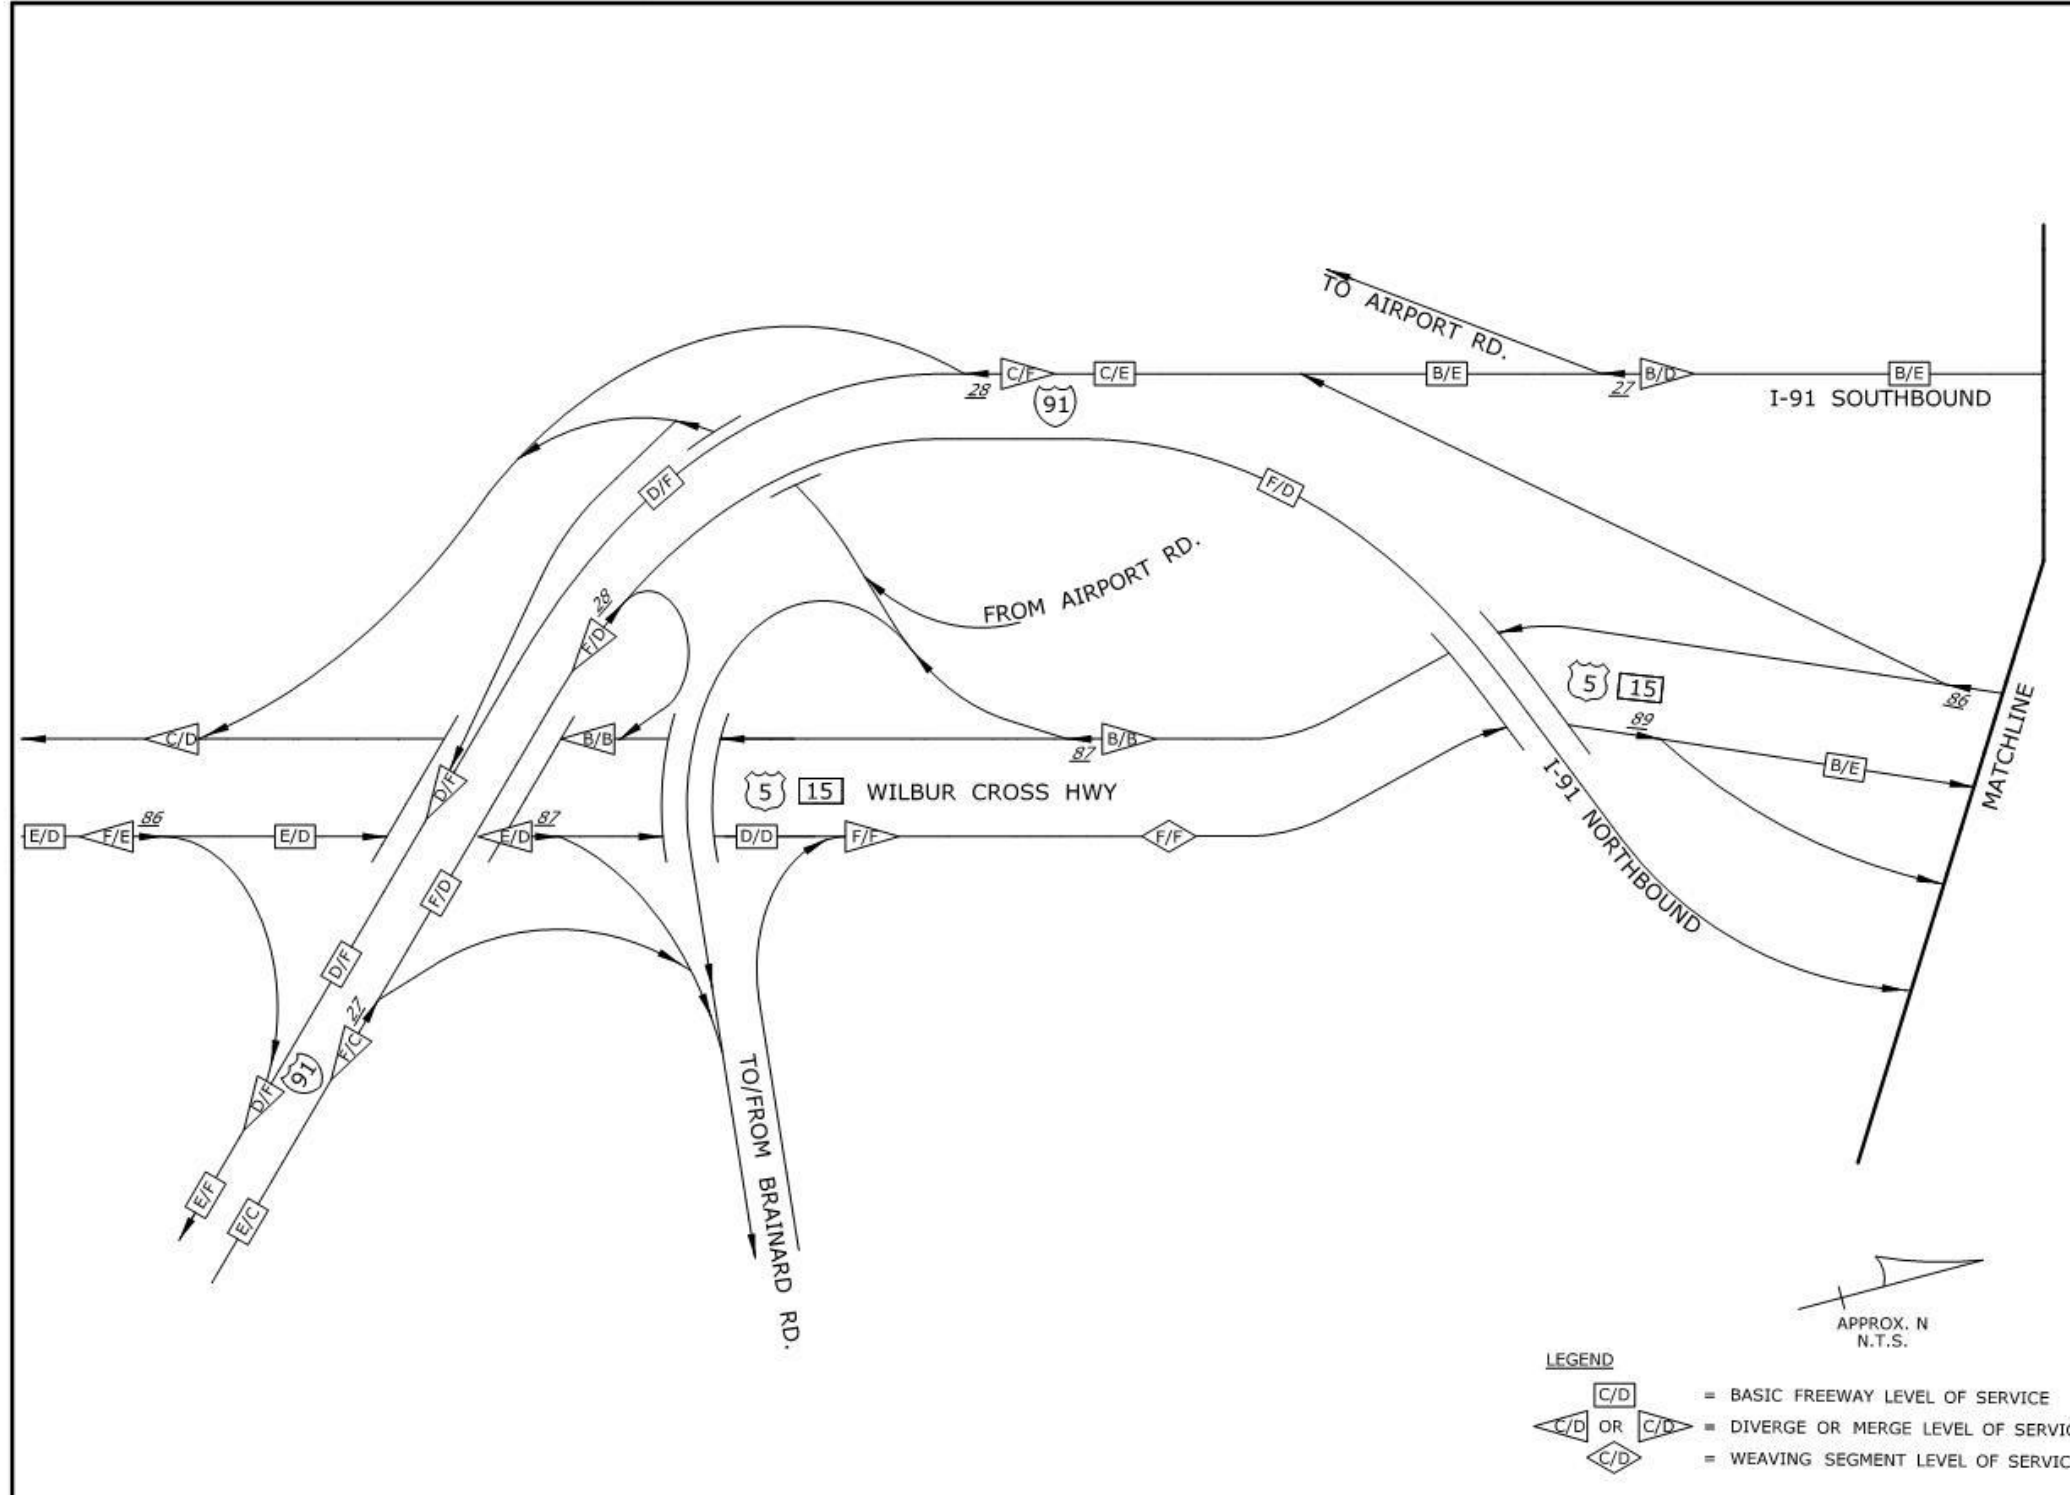 TO AIRPORT RD.
C/F
C/E
B/E
B/D
B/E
28
91
27
I-91 SOUTHBOUND
D/F
F/D
FROM AIRPORT RD.
28
F/D
5
15
86
C/D
B/B
B/B
87
89
B/E
MATCHLINE
D/F
5
15
WILBUR CROSS HWY
I-91 NORTHBOUND
E/D
F/E
86
E/D
E/D
87
D/D
F/F
F/F
F/D
D/F
27
F/C
91
D/F
TO/FROM BRAINARD RD.
E/F
E/C
APPROX. N
N.T.S.
LEGEND
C/D = BASIC FREEWAY LEVEL OF SERVICE
C/D OR C/D = DIVERGE OR MERGE LEVEL OF SERVIC
C/D = WEAVING SEGMENT LEVEL OF SERVIC